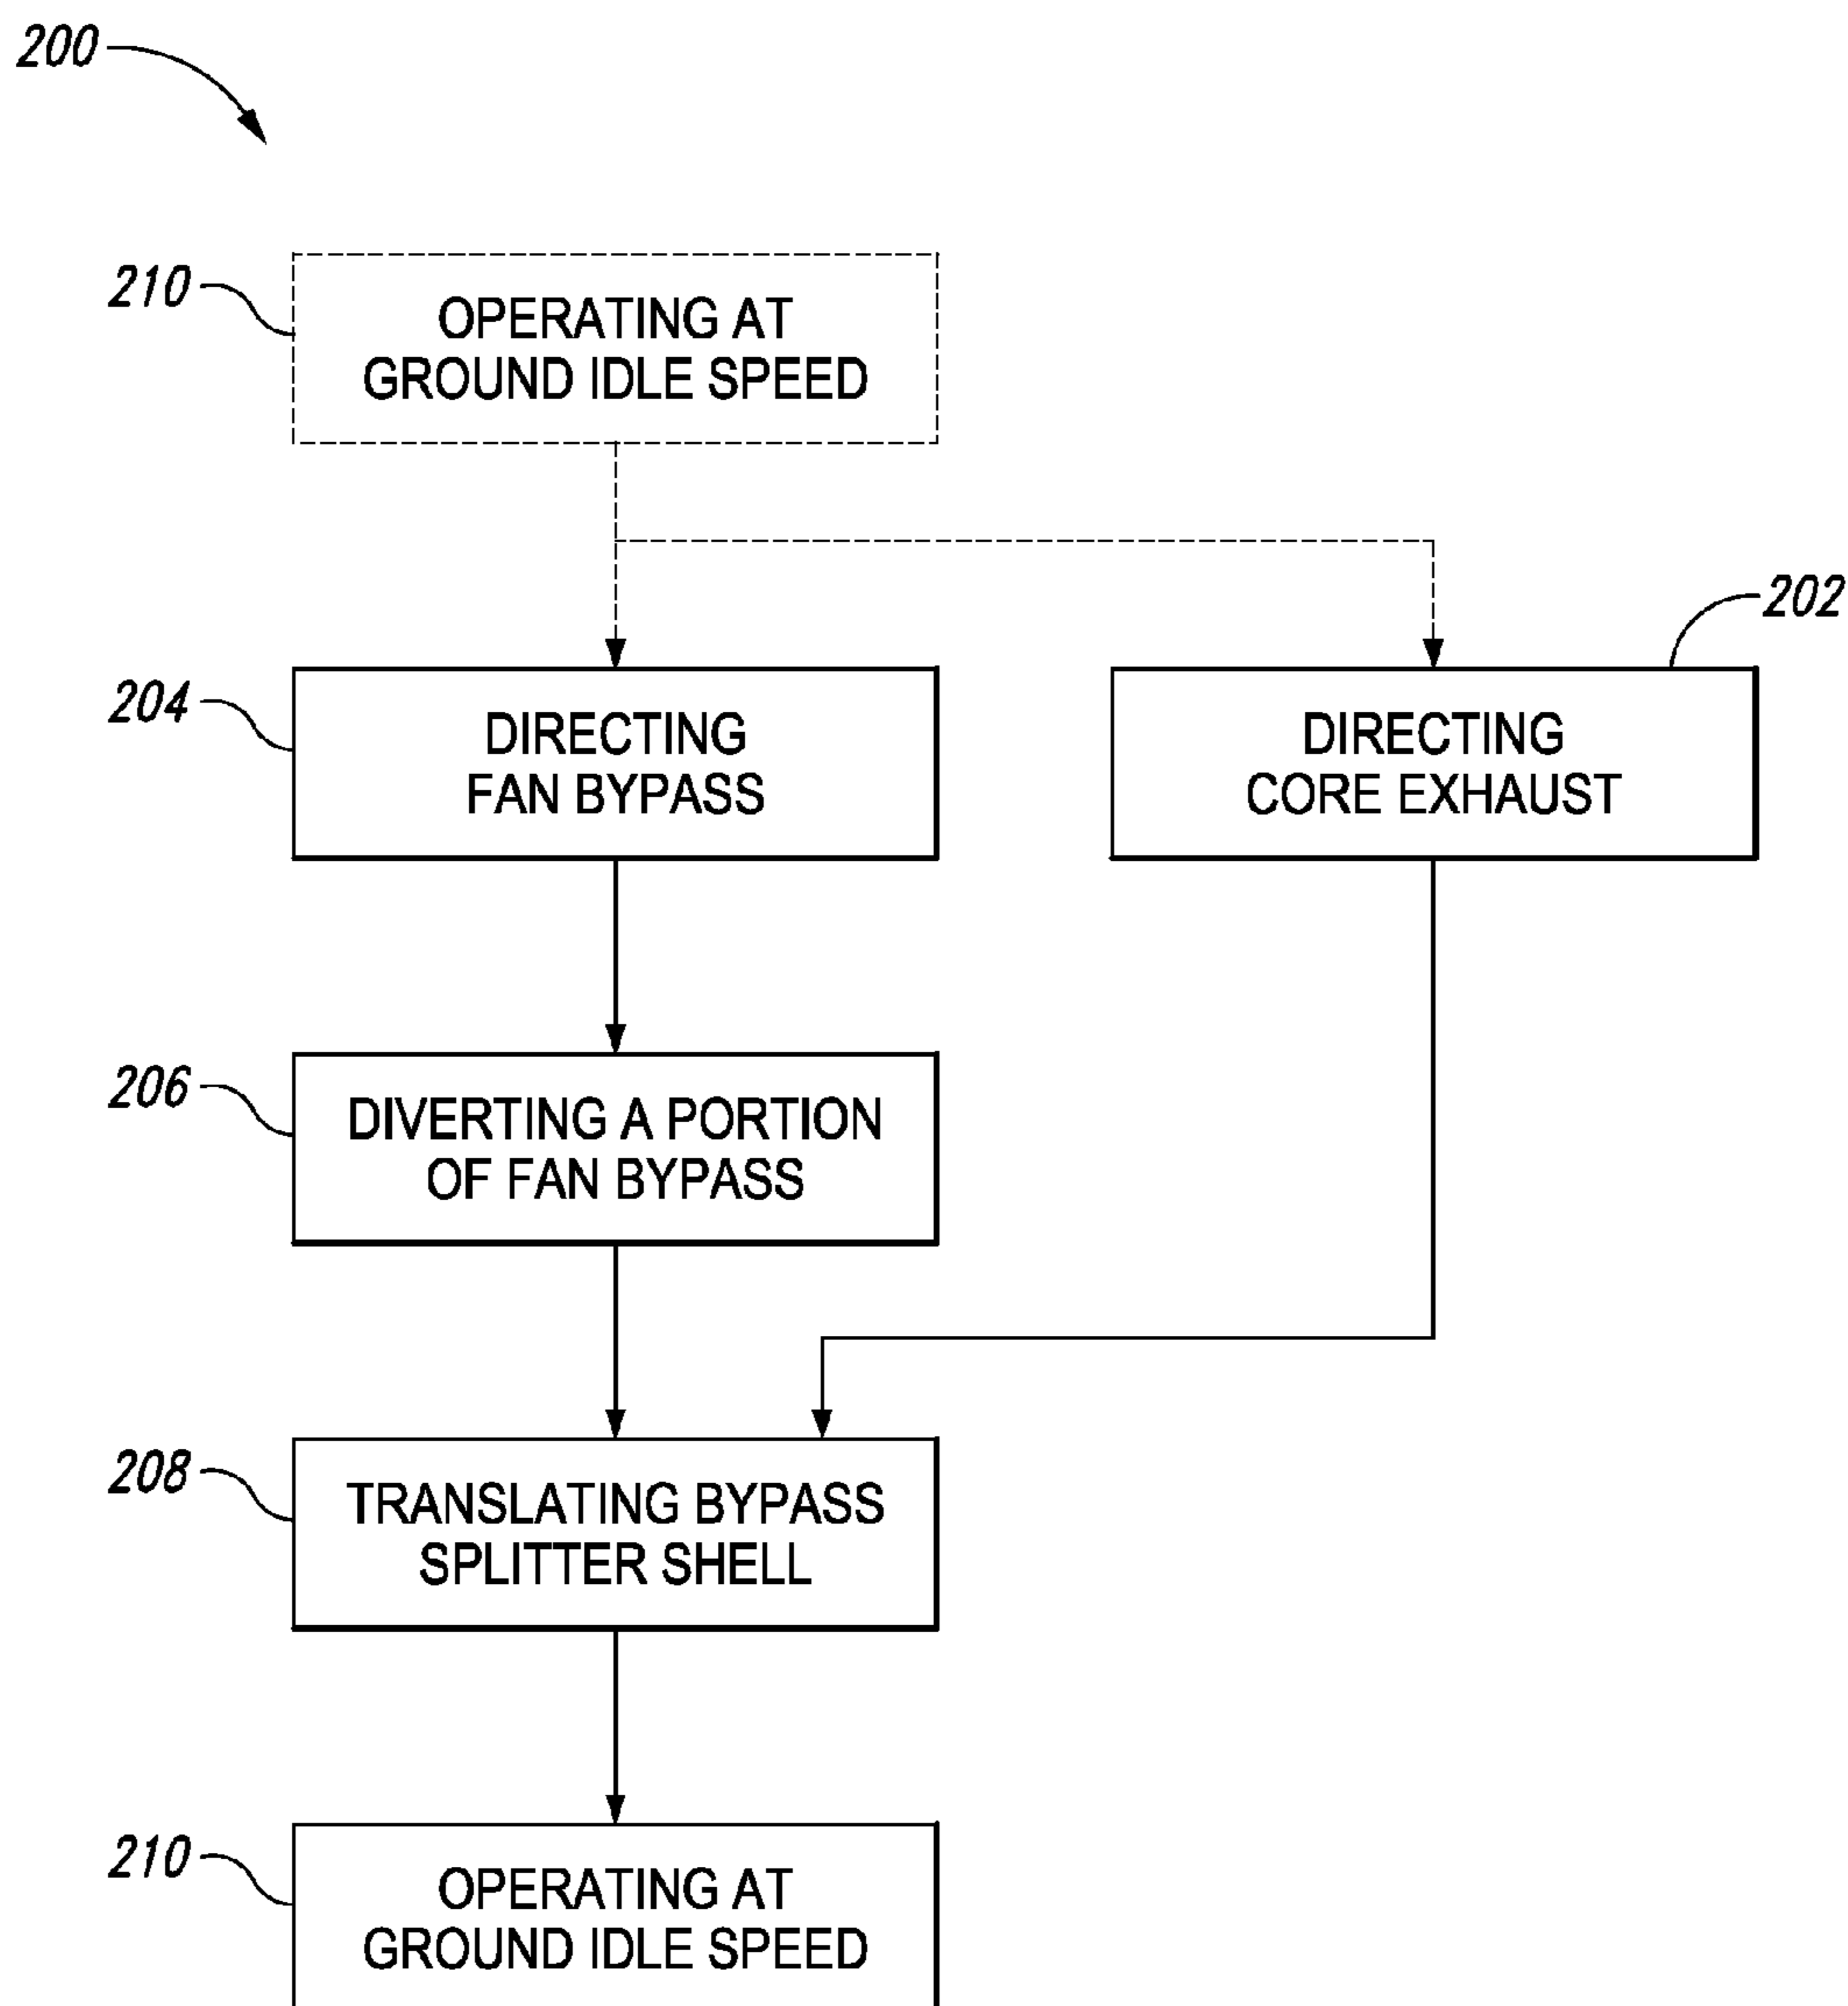 200
210
OPERATING AT
GROUND IDLE SPEED
202
204
DIRECTING
FAN BYPASS
DIRECTING
CORE EXHAUST
206
DIVERTING A PORTION
OF FAN BYPASS
208
TRANSLATING BYPASS
SPLITTER SHELL
210
OPERATING AT
GROUND IDLE SPEED